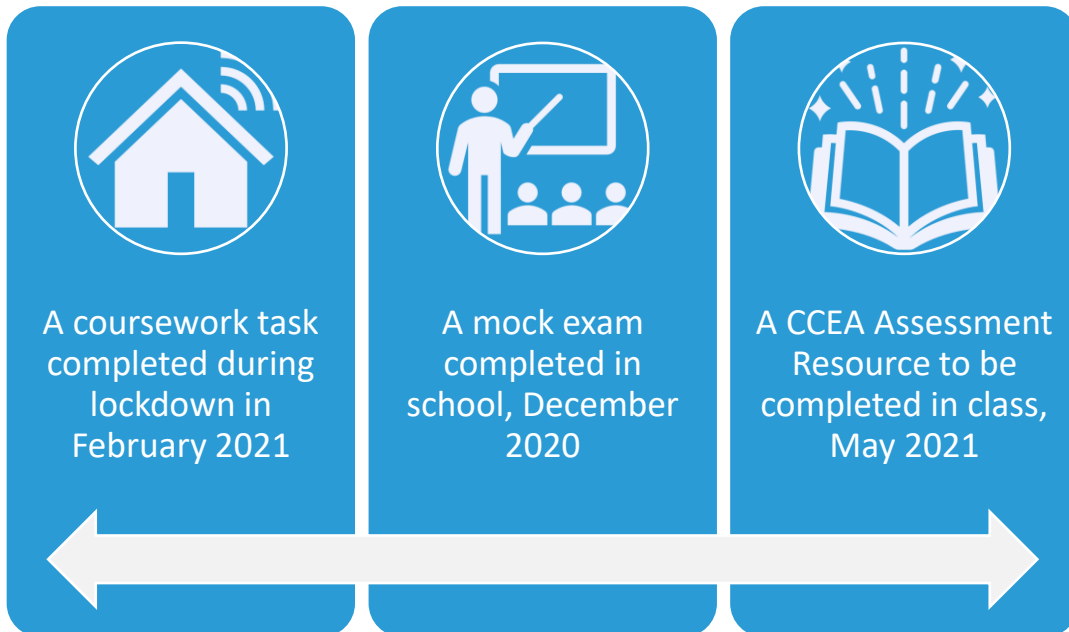 A coursework task
completed during
lockdown in
February 2021
A mock exam
completed in
school, December
2020
A CCEA Assessment
Resource to be
completed in class,
May 2021